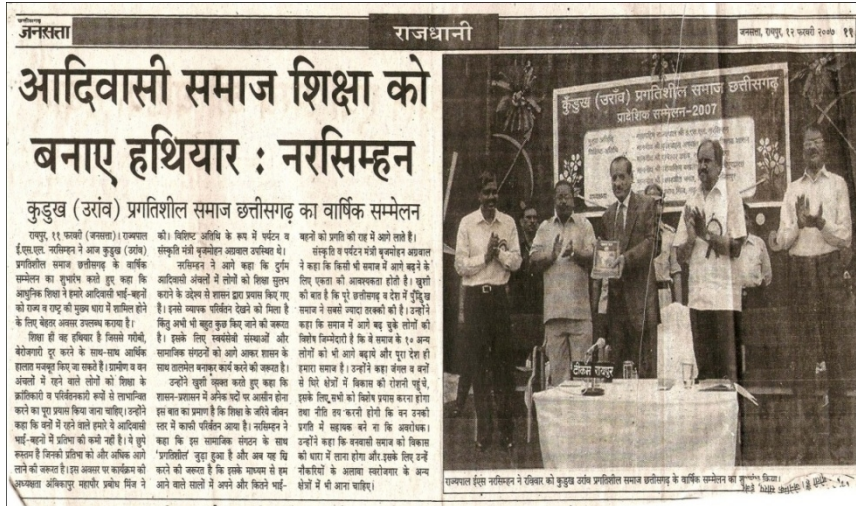 छत्तीसगढ़
जनसत्ता
राजधानी
जनसत्ता, रायपुर, १२ फरवरी २००७ ११
आदिवासी समाज शिक्षा को
बनाए हथियार : नरसिम्हन
कुडुख (उरांव) प्रगतिशील समाज छत्तीसगढ़ का वार्षिक सम्मेलन
रायपुर, ११ फरवरी (जनसत्ता)। राज्यपाल
ई.एस.एल. नरसिम्हन ने आज कुडुख (उरांव)
प्रगतिशील समाज छत्तीसगढ़ के वार्षिक
सम्मेलन का शुभारंभ करते हुए कहा कि
आधुनिक शिक्षा ने हमारे आदिवासी भाई-बहनों
को राज्य व राष्ट्र की मुख्य धारा में शामिल होने
के लिए बेहतर अवसर उपलब्ध कराया है।
शिक्षा ही वह हथियार है जिससे गरीबी,
बेरोजगारी दूर करने के साथ-साथ आर्थिक
हालात मजबूत किए जा सकते है। ग्रामीण व वन
अंचलों में रहने वाले लोगों को शिक्षा के
क्रांतिकारी व परिवर्तनकारी रूपों से लाभान्वित
करने का पूरा प्रयास किया जाना चाहिए। उन्होंने
कहा कि वनों में रहने वाले हमारे ये आदिवासी
भाई-बहनों में प्रतिभा की कमी नहीं है। ये छुपे
रूस्तम है जिनको प्रतिभा को और अधिक आगे
लाने की जरूरत है। इस अवसर पर कार्यक्रम की
अध्यक्षता अंबिकापुर महापौर प्रबोध मिंज ने
की। विशिष्ट अतिथि के रूप में पर्यटन व
संस्कृति मंत्री बृजमोहन अग्रवाल उपस्थित थे।
नरसिम्हन ने आगे कहा कि दुर्गम
आदिवासी अंचलों में लोगों को शिक्षा सुलभ
कराने के उद्देश्य से शासन द्वारा प्रयास किए गए
हैं। इनसे व्यापक परिवर्तन देखने को मिला है
किंतु अभी भी बहुत कुछ किए जाने की जरूरत
है। इसके लिए स्वयंसेवी संस्थाओं और
सामाजिक संगठनों को आगे आकर शासन के
साथ तालमेल बनाकर कार्य करने की जरूरत है।
उन्होंने खुशी व्यक्त करते हुए कहा कि
शासन-प्रशासन में अनेक पदों पर आसीन होना
इस बात का प्रमाण है कि शिक्षा के जरिये जीवन
स्तर में काफी परिवर्तन आया है। नरसिम्हन ने
कहा कि इस सामाजिक संगठन के साथ
'प्रगतिशील' जुड़ा हुआ है और अब यह
करने की जरूरत है कि इसके माध्यम से हम
आने वाले सालों में अपने और कितने भाई-
बहनों को प्रगति की राह में आगे लाते हैं।
संस्कृति व पर्यटन मंत्री बृजमोहन अग्रवाल
ने कहा कि किसी भी समाज में आगे बढ़ने के
लिए एकता की आवश्यकता होती है। खुशी
की बात है कि पूरे छत्तीसगढ़ व देश में
समाज ने सबसे ज्यादा तरक्की की है। उन्होंने
कहा कि समाज में आगे बढ़ चुके लोगों की
विशेष जिम्मेदारी है कि वे समाज के १० अन्य
लोगों को भी आगे बढ़ाये और पूरा देश ही
हमारा समाज है। उन्होंने कहा जंगल व वनों
से घिरे क्षेत्रों में विकास की रोशनी पहुंचे,
इसके लिए सभी को विशेष प्रयास करना होगा
तथा नीति तय करनी होगी कि वन उनको
प्रगति में सहायक बने ना कि अवरोधक।
उन्होंने कहा कि वनवासी समाज को विकास
की धारा में लाना होगा और इसके लिए उन्हें
नौकरियों के अलावा स्वरोजगार के अन्य
क्षेत्रों में भी आना चाहिए।
कुँडुख (उराँव) प्रगतिशील समाज छत्तीसगढ़
प्रादेशिक सम्मेलन-2007
टीकम रायपुर
राज्यपाल ईएस नरसिम्हन ने रविवार को कुडुख उरांव प्रगतिशील समाज छत्तीसगढ़ के वार्षिक सम्मेलन का